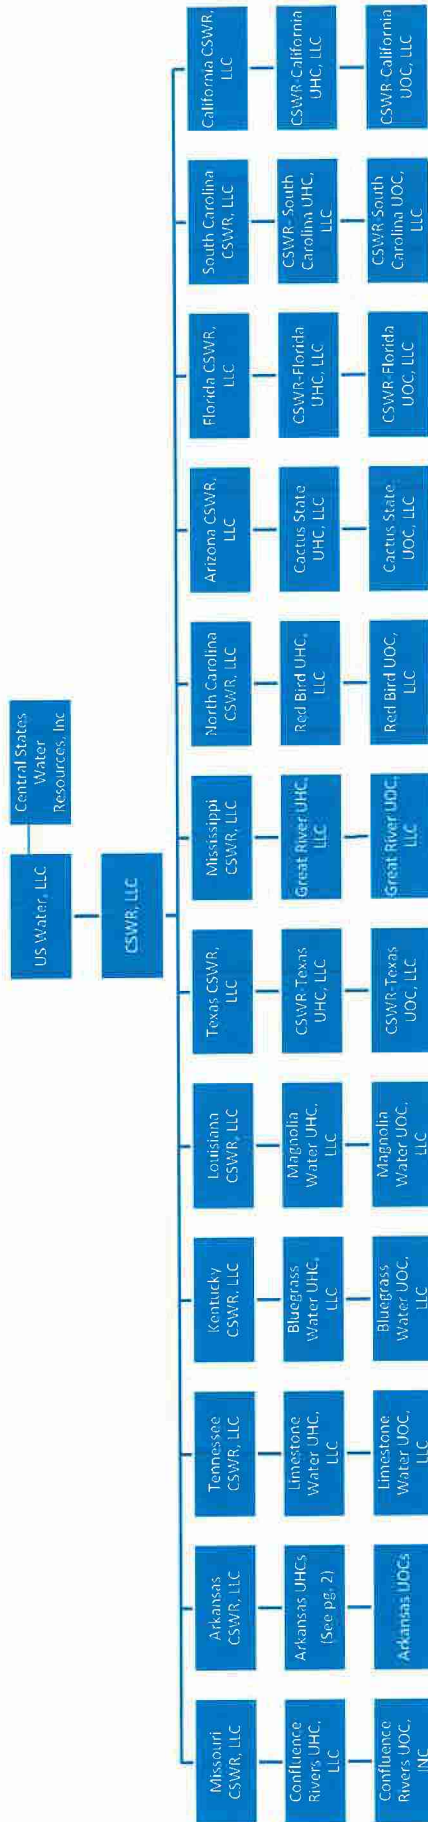 US Water, LLC
Central States
Water
Resources, Inc
CSWR, LLC
Missouri
CSWR, LLC
Arkansas
CSWR, LLC
Tennessee
CSWR, LLC
Kentucky
CSWR, LLC
Louisiana
CSWR, LLC
Texas CSWR,
LLC
Mississippi
CSWR, LLC
North Carolina
CSWR, LLC
Arizona CSWR,
LLC
Florida CSWR,
LLC
South Carolina
CSWR, LLC
California CSWR,
LLC
Confluence
Rivers UHC,
LLC
Arkansas UHCs
(See pg. 2)
Limestone
Water UHC,
LLC
Bluegrass
Water UHC,
LLC
Magnolia
Water UHC,
LLC
CSWR-Texas
UHC, LLC
Great River UHC,
LLC
Red Bird UHC,
LLC
Cactus State
UHC, LLC
CSWR-Florida
UHC, LLC
CSWR-South
Carolina UHC,
LLC
CSWR-California
UHC, LLC
Confluence
Rivers UOC,
INC
Arkansas UOCs
Limestone
Water UOC,
LLC
Bluegrass
Water UOC,
LLC
Magnolia
Water UOC,
LLC
CSWR-Texas
UOC, LLC
Great River UOC,
LLC
Red Bird UOC,
LLC
Cactus State
UOC, LLC
CSWR-Florida
UOC, LLC
CSWR-South
Carolina UOC,
LLC
CSWR-California
UOC, LLC